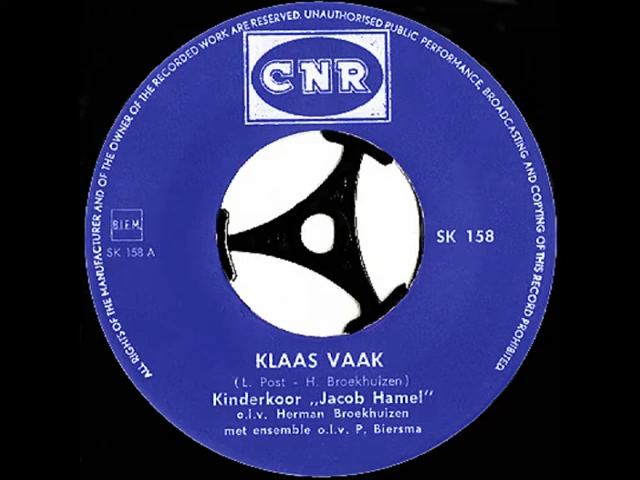 ALL RIGHTS OF THE MANUFACTURER AND OF THE OWNER OF THE RECORDED WORK ARE RESERVED. UNAUTHORISED PUBLIC PERFORMANCE, BROADCASTING AND COPYING OF THIS RECORD PROHIBITED
CNR
B.I.E.M.
SK 158 A
SK 158
KLAAS VAAK
(L. Post - H. Broekhuizen)
Kinderkoor „Jacob Hamel"
o.l.v. Herman Broekhuizen
met ensemble o.l.v. P. Biersma